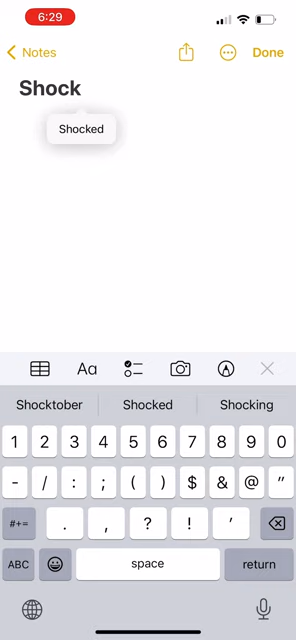 6:29
Notes
Done
Shock
Shocked
Aa
Shocktober Shocked Shocking
1 2 3 4 5 6 7 8 9 0
- / : ; ( ) $ & @ "
#+= . , ? ! '
ABC space return